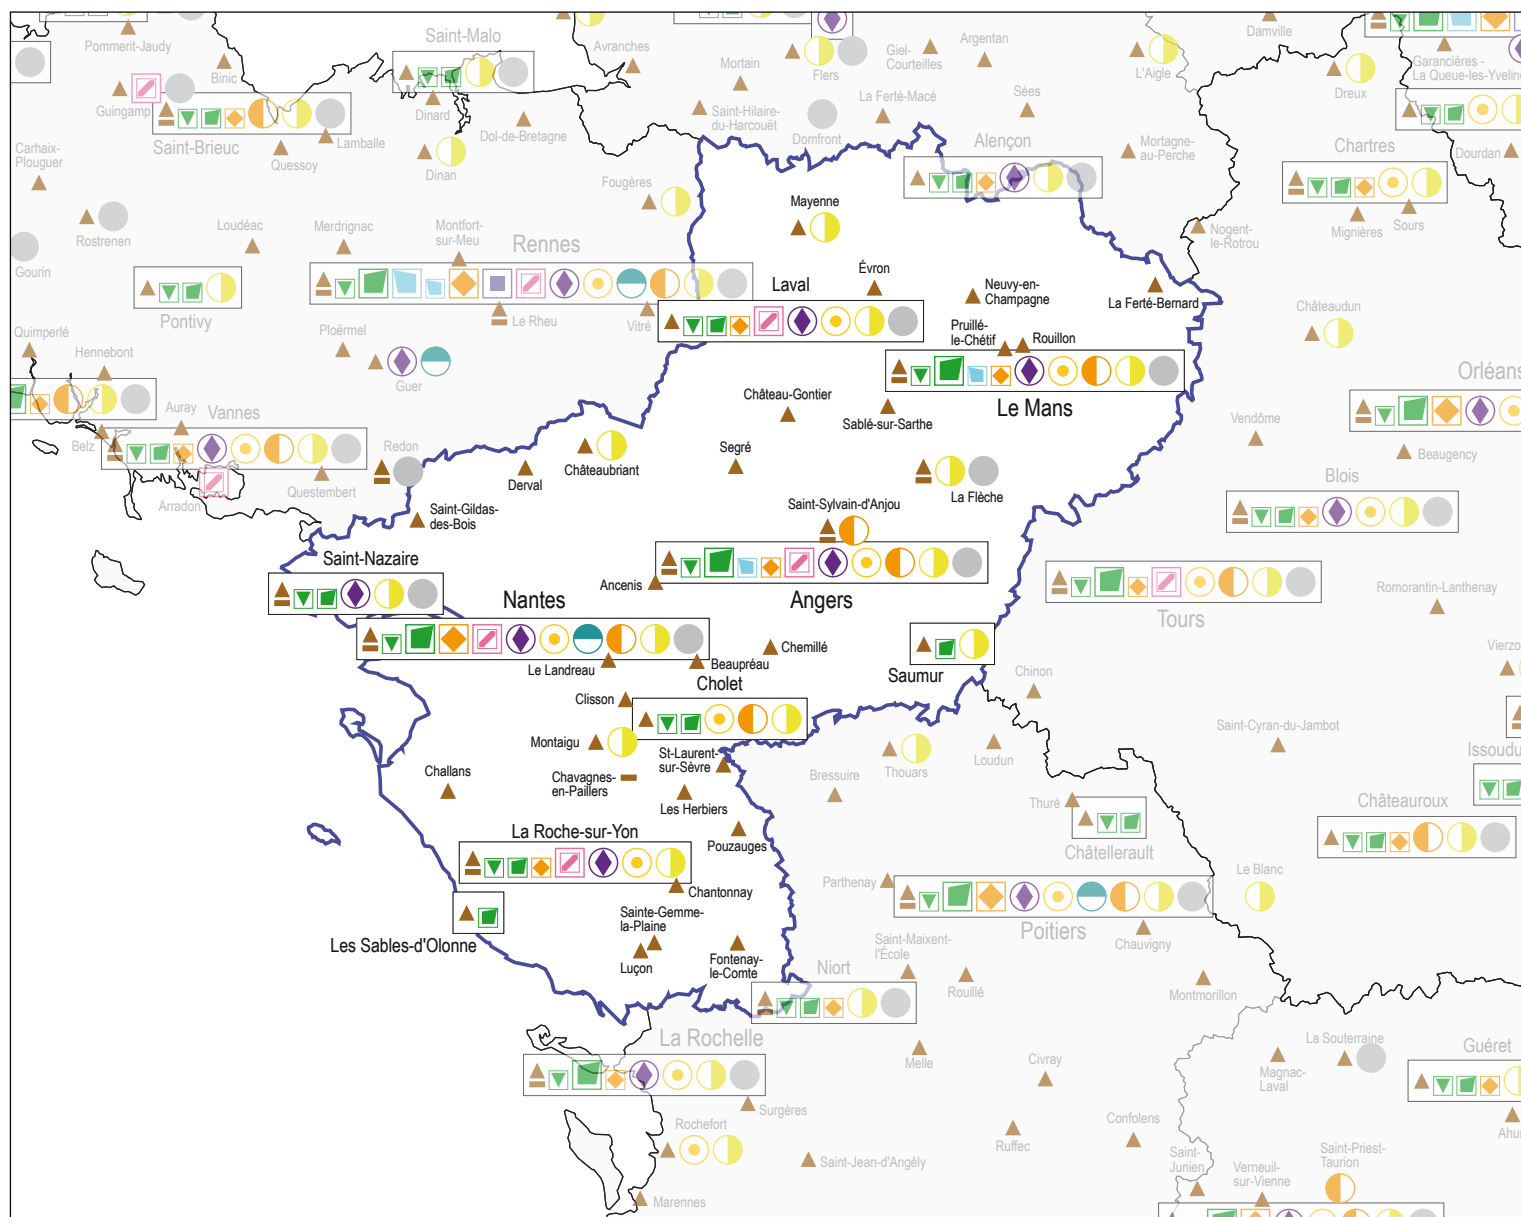 Pommerit-Jaudy
Binic
Guingamp
Saint-Brieuc
Quessoy
Lamballe
Carhaix-
Plouguer
Rostrenen
Gourin
Loudéac
Pontivy
Quimperlé
Hennebont
Saint-Malo
Dinard
Dol-de-Bretagne
Dinan
Fougères
Merdrignac
Montfort-
sur-Meu
Rennes
Le Rheu
Vitré
Ploërmel
Guer
Auray
Vannes
Belz
Arradon
Questembert
Redon
Avranches
Mortain
Saint-Hilaire-
du-Harcouët
Flers
Domfront
Giel-
Courteilles
Argentan
La Ferté-Macé
Sées
Alençon
L'Aigle
Mortagne-
au-Perche
Nogent-
le-Rotrou
Damville
Dreux
Garancières -
La Queue-les-Yveline
Dourdan
Chartres
Mignières
Sours
Châteaudun
Orléans
Vendôme
Beaugency
Blois
Mayenne
Évron
Laval
Neuvy-en-
Champagne
La Ferté-Bernard
Pruillé-
le-Chétif
Rouillon
Le Mans
Château-Gontier
Sablé-sur-Sarthe
Segré
La Flèche
Châteaubriant
Derval
Saint-Gildas-
des-Bois
Saint-Sylvain-d'Anjou
Saint-Nazaire
Ancenis
Angers
Nantes
Le Landreau
Beaupréau
Chemillé
Saumur
Cholet
Clisson
Montaigu
St-Laurent-
sur-Sèvre
Chavagnes-
en-Paillers
Les Herbiers
Challans
Pouzauges
La Roche-sur-Yon
Chantonnay
Les Sables-d'Olonne
Sainte-Gemme-
la-Plaine
Luçon
Fontenay-
le-Comte
Tours
Romorantin-Lanthenay
Vierzo
Chinon
Saint-Cyran-du-Jambot
Issoudu
Loudun
Thouars
Bressuire
Thuré
Châtellerault
Châteauroux
Le Blanc
Parthenay
Poitiers
Chauvigny
Saint-Maixent-
l'École
Niort
Rouillé
Montmorillon
La Rochelle
Melle
Civray
Surgères
Rochefort
Saint-Jean-d'Angély
Marennes
Ruffec
Confolens
Magnac-
Laval
La Souterraine
Guéret
Ahu
Saint-
Junien
Verneuil-
sur-Vienne
Saint-Priest-
Taurion